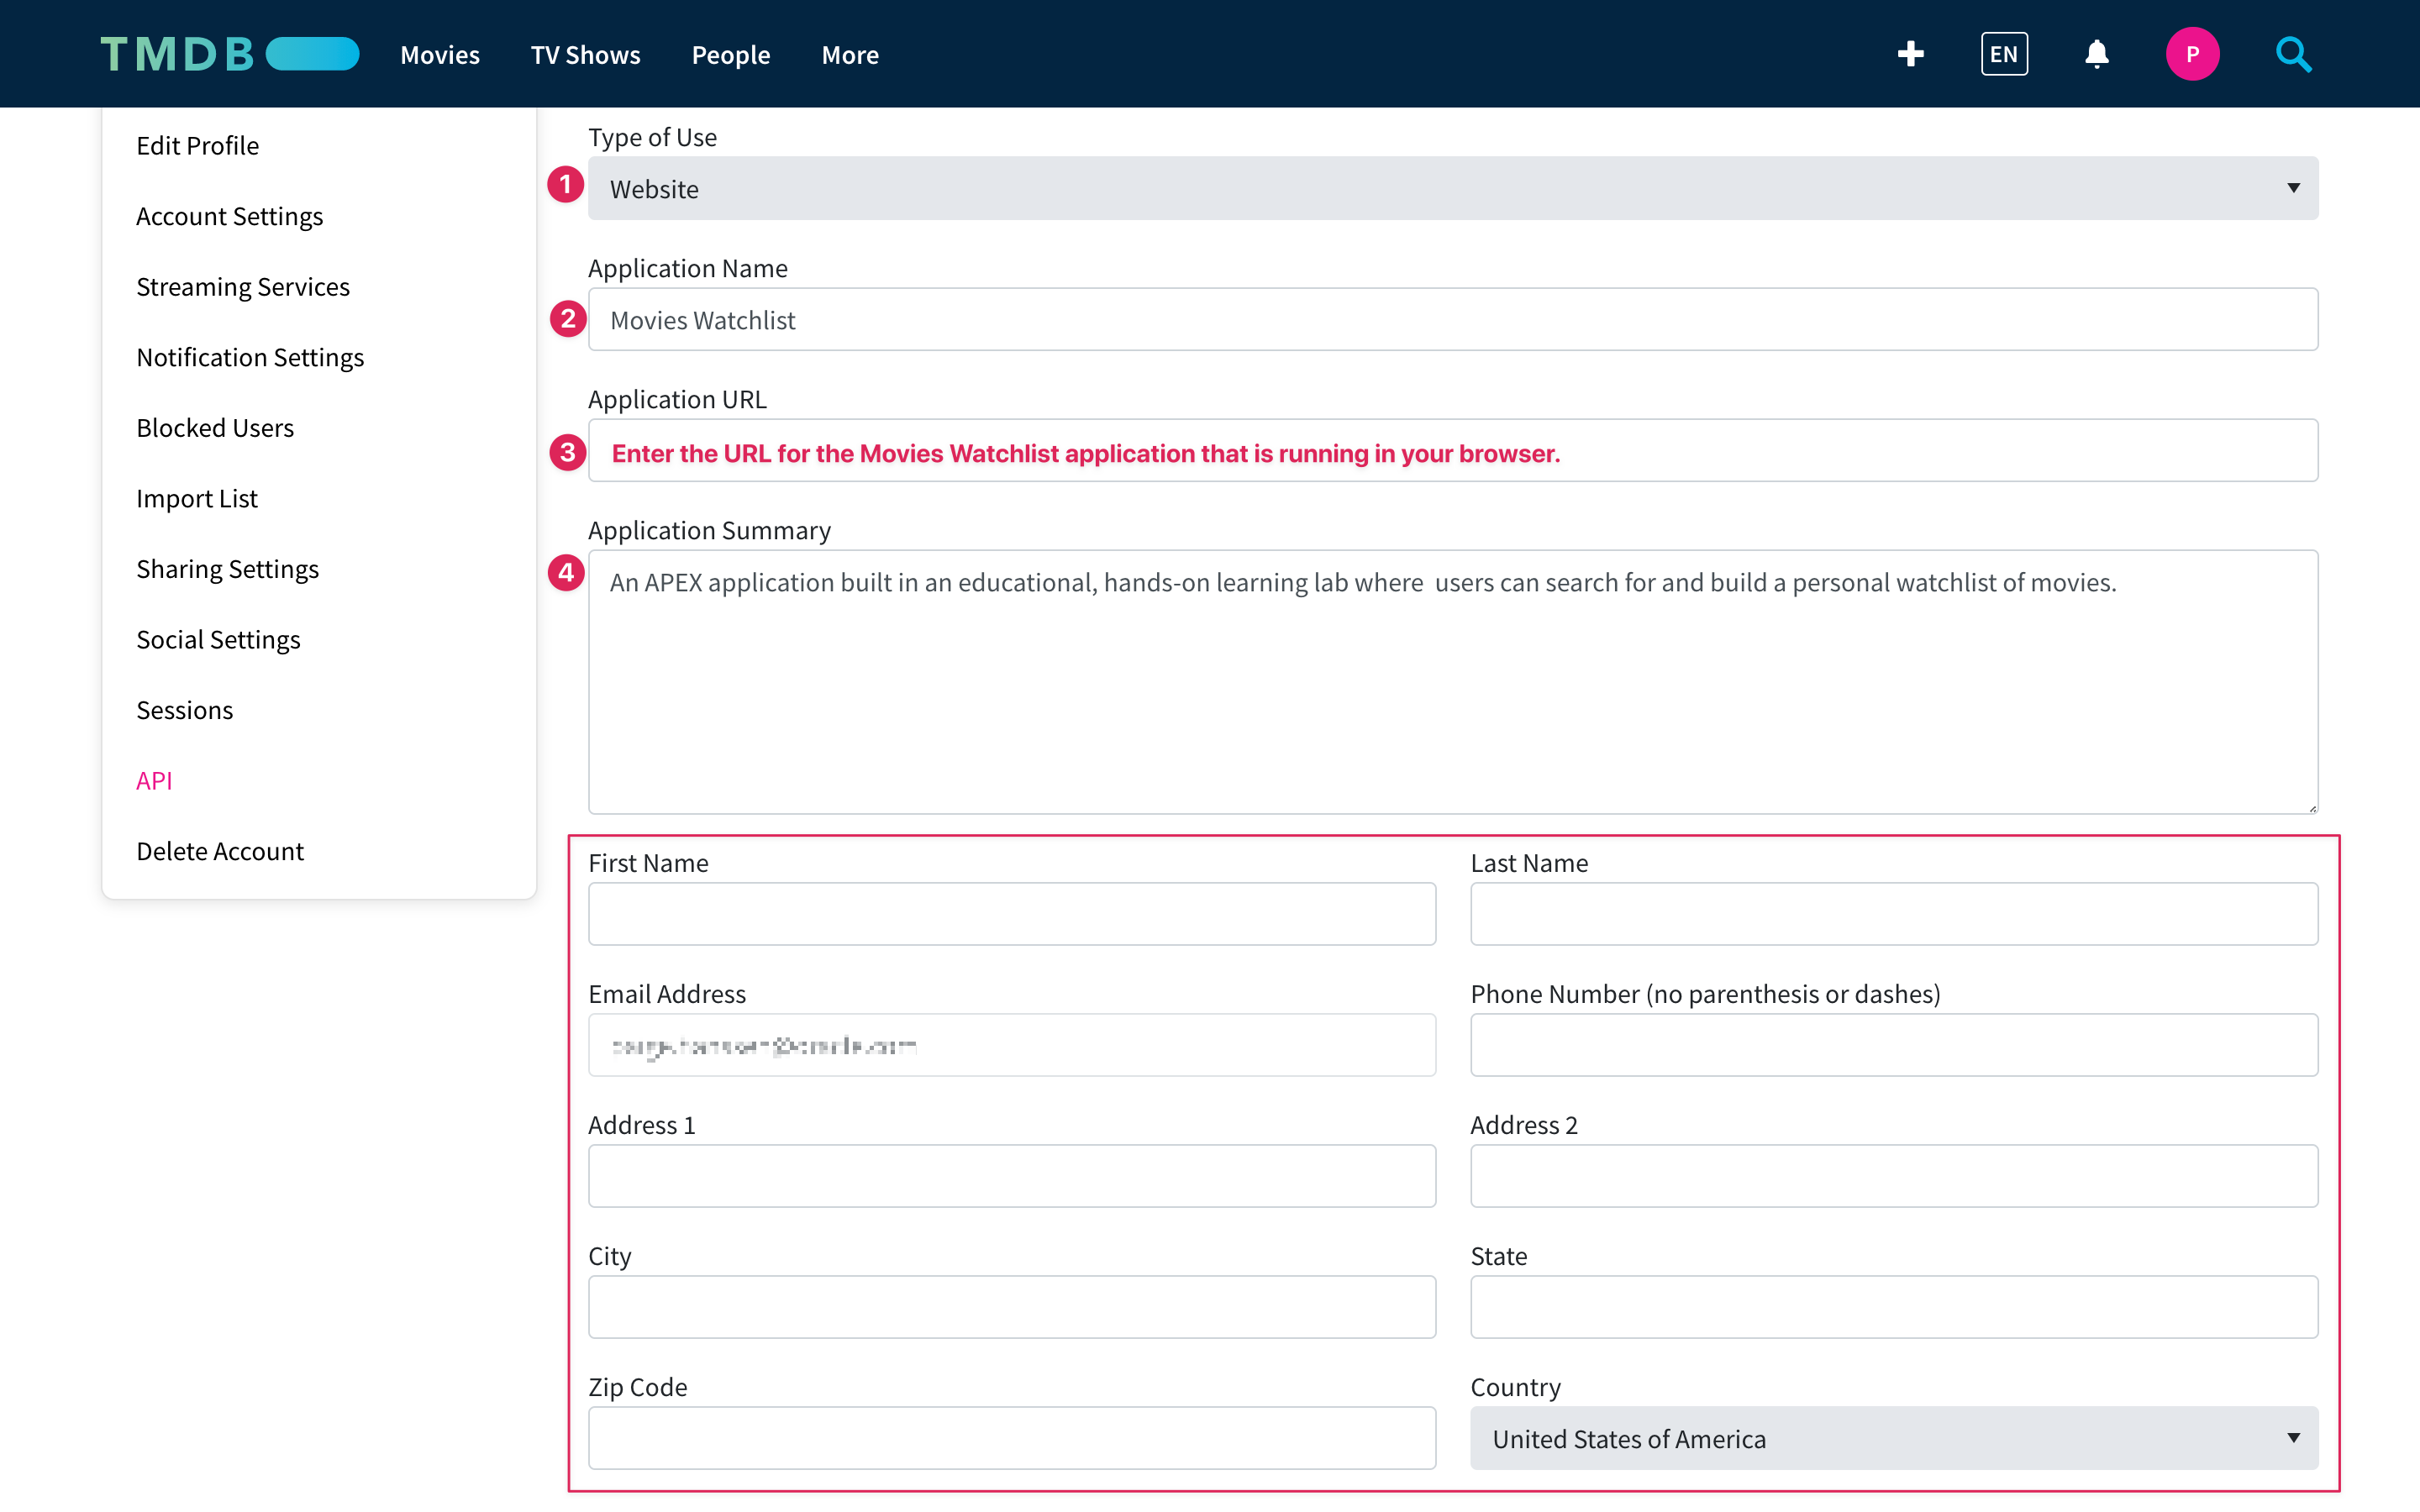 TMDB Movies TV Shows People More EN P
Edit Profile
Account Settings
Streaming Services
Notification Settings
Blocked Users
Import List
Sharing Settings
Social Settings
Sessions
API
Delete Account
Type of Use
1 Website
Application Name
2 Movies Watchlist
Application URL
3 Enter the URL for the Movies Watchlist application that is running in your browser.
Application Summary
4 An APEX application built in an educational, hands-on learning lab where  users can search for and build a personal watchlist of movies.
First Name Last Name
Email Address Phone Number (no parenthesis or dashes)
Address 1 Address 2
City State
Zip Code Country
United States of America